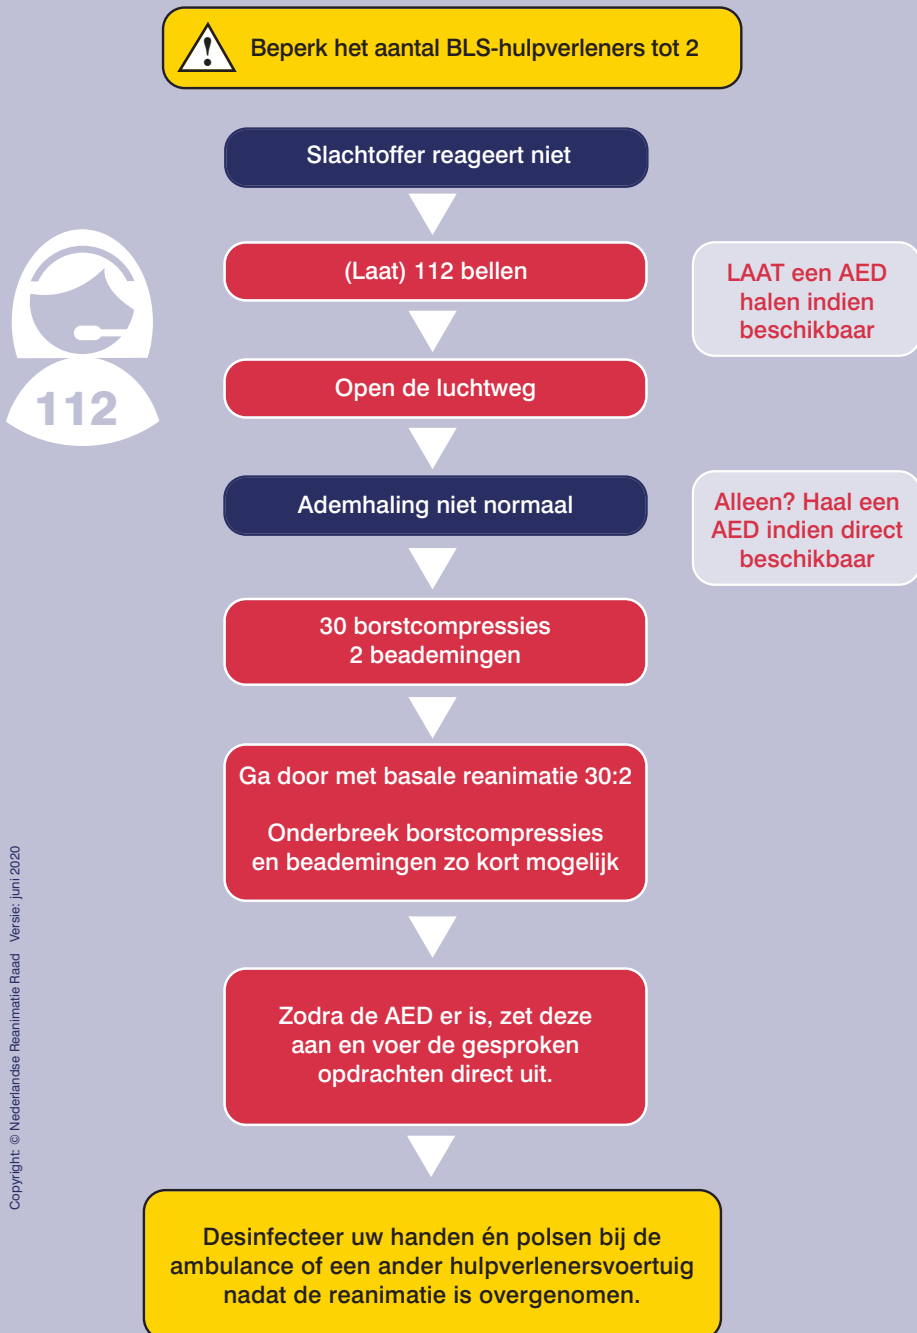 Beperk het aantal BLS-hulpverleners tot 2
Slachtoffer reageert niet
(Laat) 112 bellen
LAAT een AED
halen indien
beschikbaar
112
Open de luchtweg
Ademhaling niet normaal
Alleen? Haal een
AED indien direct
beschikbaar
30 borstcompressies
2 beademingen
Ga door met basale reanimatie 30:2
Onderbreek borstcompressies
en beademingen zo kort mogelijk
Zodra de AED er is, zet deze
aan en voer de gesproken
opdrachten direct uit.
Desinfecteer uw handen én polsen bij de
ambulance of een ander hulpverlenersvoertuig
nadat de reanimatie is overgenomen.
Copyright: © Nederlandse Reanimatie Raad Versie: juni 2020